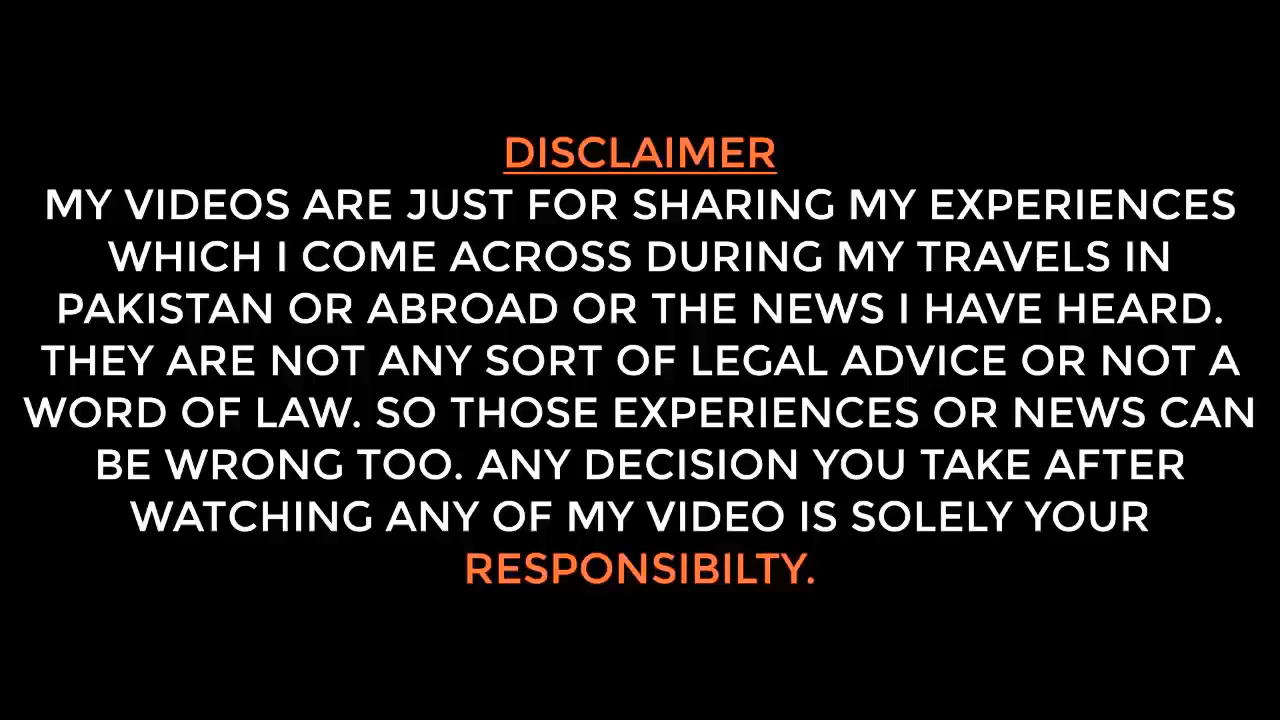 DISCLAIMER
MY VIDEOS ARE JUST FOR SHARING MY EXPERIENCES
WHICH I COME ACROSS DURING MY TRAVELS IN
PAKISTAN OR ABROAD OR THE NEWS I HAVE HEARD.
THEY ARE NOT ANY SORT OF LEGAL ADVICE OR NOT A
WORD OF LAW. SO THOSE EXPERIENCES OR NEWS CAN
BE WRONG TOO. ANY DECISION YOU TAKE AFTER
WATCHING ANY OF MY VIDEO IS SOLELY YOUR
RESPONSIBILTY.